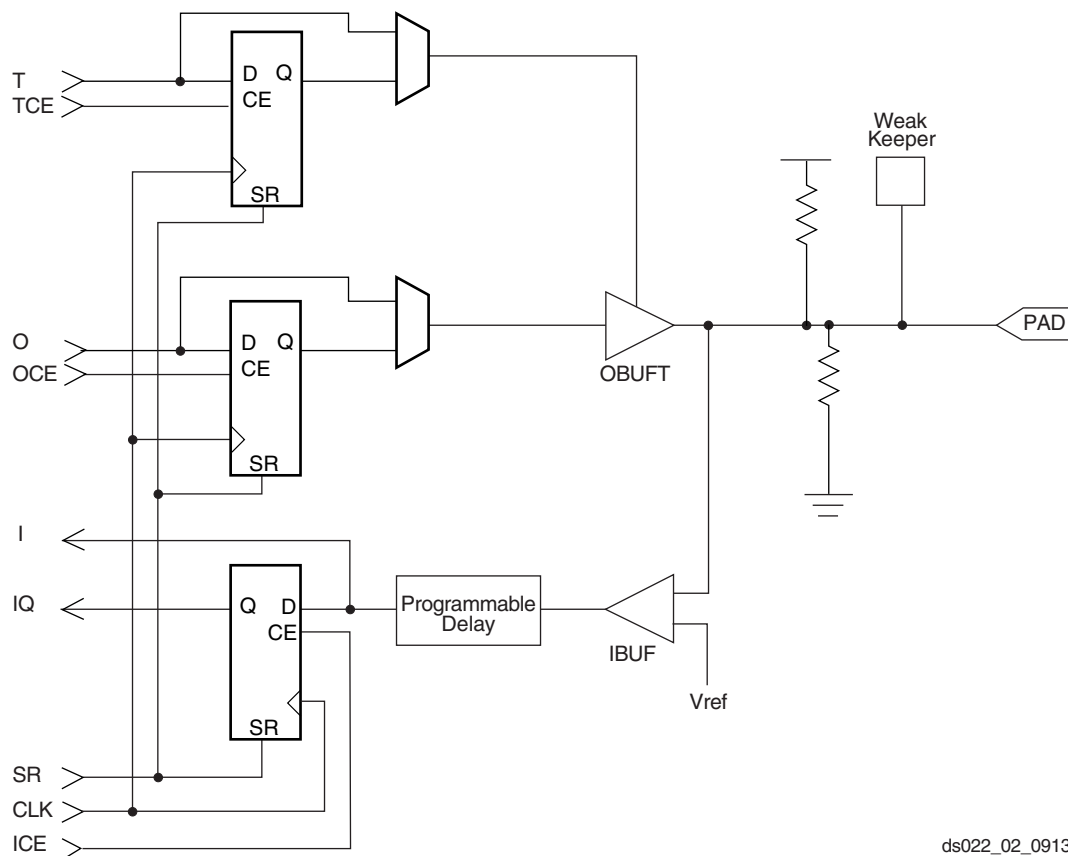 T
TCE
D Q
CE
SR
Weak
Keeper
O
OCE
D Q
CE
SR
OBUFT
PAD
I
IQ
Q D
CE
SR
Programmable
Delay
IBUF
Vref
SR
CLK
ICE
ds022_02_0913